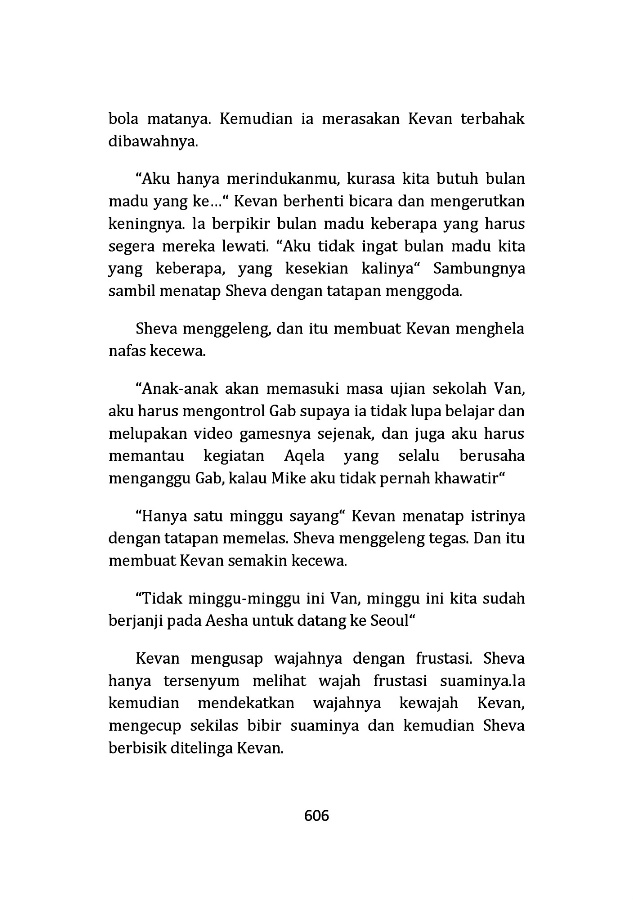 bola matanya. Kemudian ia merasakan Kevan terbahak
dibawahnya.
“Aku hanya merindukanmu, kurasa kita butuh bulan
madu yang ke…“ Kevan berhenti bicara dan mengerutkan
keningnya. Ia berpikir bulan madu keberapa yang harus
segera mereka lewati. “Aku tidak ingat bulan madu kita
yang keberapa, yang kesekian kalinya“ Sambungnya
sambil menatap Sheva dengan tatapan menggoda.
Sheva menggeleng, dan itu membuat Kevan menghela
nafas kecewa.
“Anak-anak akan memasuki masa ujian sekolah Van,
aku harus mengontrol Gab supaya ia tidak lupa belajar dan
melupakan video gamesnya sejenak, dan juga aku harus
memantau kegiatan Aqela yang selalu berusaha
menganggu Gab, kalau Mike aku tidak pernah khawatir“
“Hanya satu minggu sayang“ Kevan menatap istrinya
dengan tatapan memelas. Sheva menggeleng tegas. Dan itu
membuat Kevan semakin kecewa.
“Tidak minggu-minggu ini Van, minggu ini kita sudah
berjanji pada Aesha untuk datang ke Seoul“
Kevan mengusap wajahnya dengan frustasi. Sheva
hanya tersenyum melihat wajah frustasi suaminya.Ia
kemudian mendekatkan wajahnya kewajah Kevan,
mengecup sekilas bibir suaminya dan kemudian Sheva
berbisik ditelinga Kevan.
606